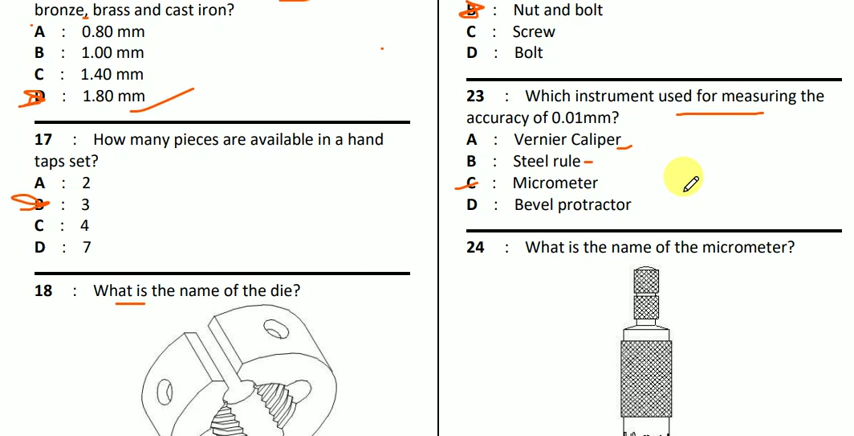 bronze, brass and cast iron?
A : 0.80 mm
B : 1.00 mm
C : 1.40 mm
D : 1.80 mm
17 : How many pieces are available in a hand
taps set?
A : 2
B : 3
C : 4
D : 7
18 : What is the name of the die?
B : Nut and bolt
C : Screw
D : Bolt
23 : Which instrument used for measuring the
accuracy of 0.01mm?
A : Vernier Caliper
B : Steel rule
C : Micrometer
D : Bevel protractor
24 : What is the name of the micrometer?